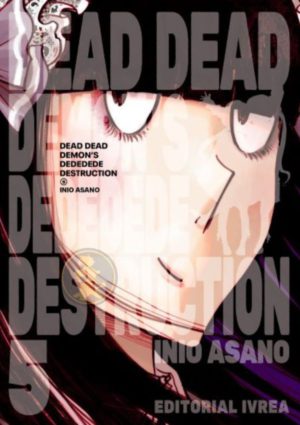 DEAD DEAD
DEMON'S
DEDEDEDE
DESTRUCTION
INIO ASANO
5
EDITORIAL IVREA
DEAD DEAD
DEMON'S
DEDEDEDE
DESTRUCTION
INIO ASANO